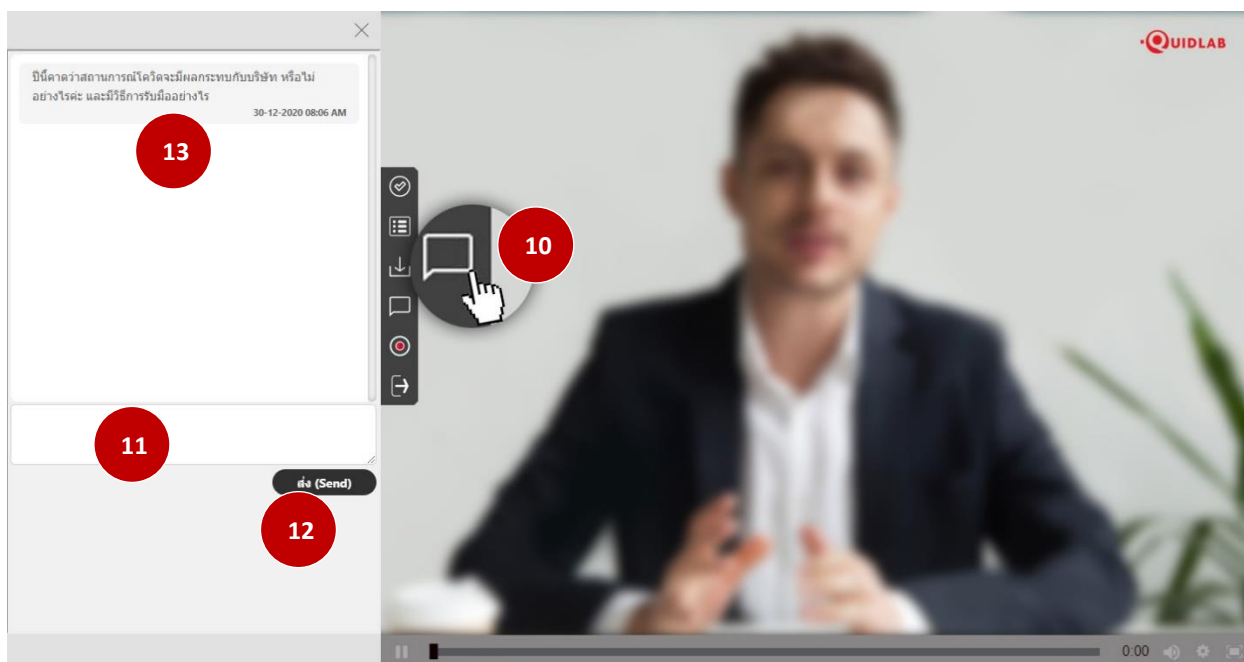 QUIDLAB
ปีนี้คาดว่าสถานการณ์โควิดจะมีผลกระทบกับบริษัท หรือไม่
อย่างไรค่ะ และมีวิธีการรับมืออย่างไร
30-12-2020 08:06 AM
13
10
11
ส่ง (Send)
12
0:00